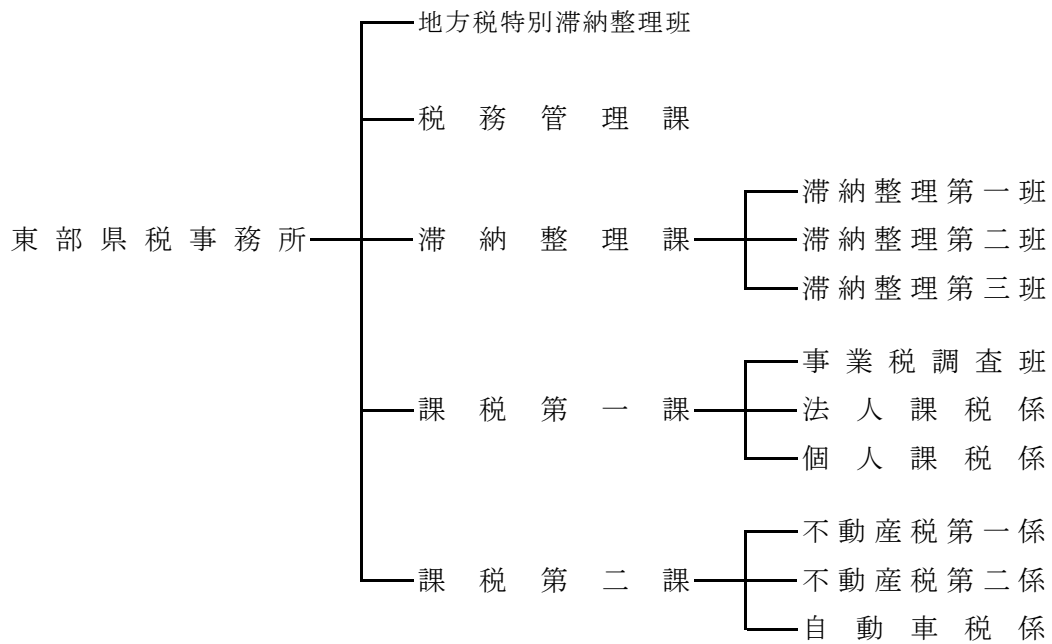 地方税特別滞納整理班
税務管理課
東部県税事務所
滞納整理課
滞納整理第一班
滞納整理第二班
滞納整理第三班
課税第一課
事業税調査班
法人課税係
個人課税係
課税第二課
不動産税第一係
不動産税第二係
自動車税係